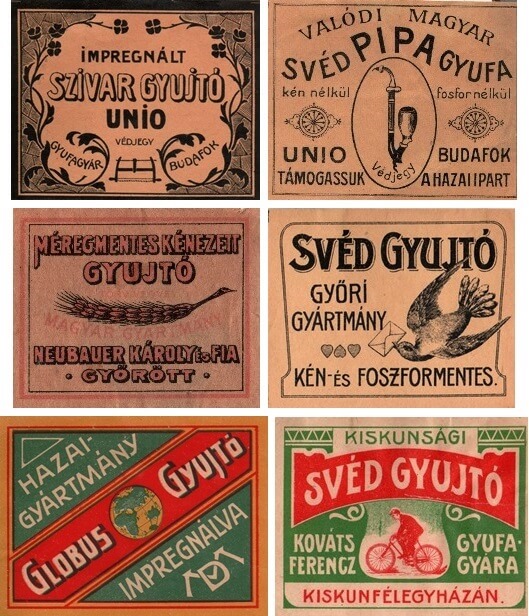 IMPREGNÁLT
SZÍVAR GYUJTÓ
UNIO
VÉDJEGY
GYUFAGYÁR BUDAFOK
VALÓDI MAGYAR
SVÉD PIPA GYUFA
kén nélkül fosfor nélkül
UNIO BUDAFOK
Védjegy
TÁMOGASSUK A HAZAI IPART
MÉREGMENTES KÉNEZETT
GYUJTÓ
MAGYAR GYÁRTMÁNY
NEUBAUER KÁROLY ÉS FIA
· GYŐRÖTT ·
SVÉD GYUJTÓ
GYŐRI
GYÁRTMÁNY
KÉN- ÉS FOSZFORMENTES.
HAZAI-
GYÁRTMÁNY
GLOBUS Gyujtó
IMPREGNÁLVA
KISKUNSÁGI
SVÉD GYUJTÓ
KOVÁTS GYUFA-
FERENCZ GYÁRA
KISKUNFÉLEGYHÁZÁN.